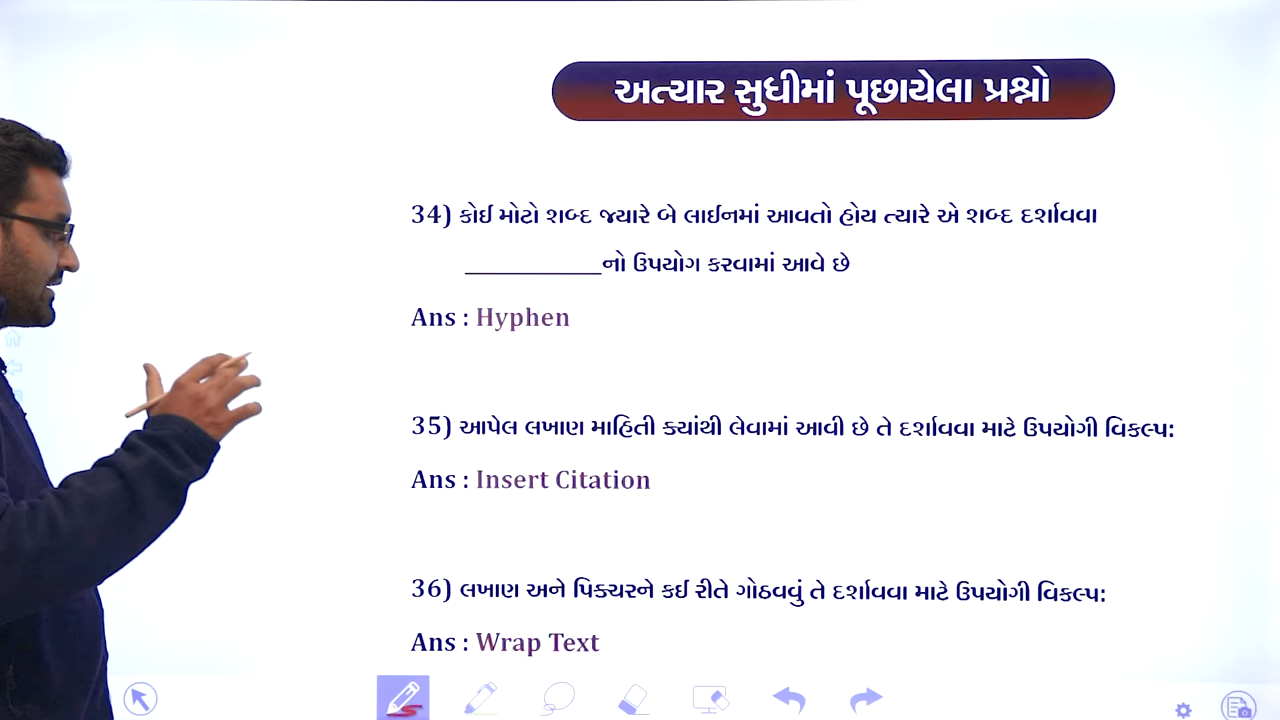 અત્યાર સુધીમાં પૂછાયેલા પ્રશ્નો
34) કોઈ મોટો શબ્દ જ્યારે બે લાઈનમાં આવતો હોય ત્યારે એ શબ્દ દર્શાવવા
____________નો ઉપયોગ કરવામાં આવે છે
Ans : Hyphen
35) આપેલ લખાણ માહિતી ક્યાંથી લેવામાં આવી છે તે દર્શાવવા માટે ઉપયોગી વિકલ્પ:
Ans : Insert Citation
36) લખાણ અને પિક્ચરને કઈ રીતે ગોઠવવું તે દર્શાવવા માટે ઉપયોગી વિકલ્પ:
Ans : Wrap Text